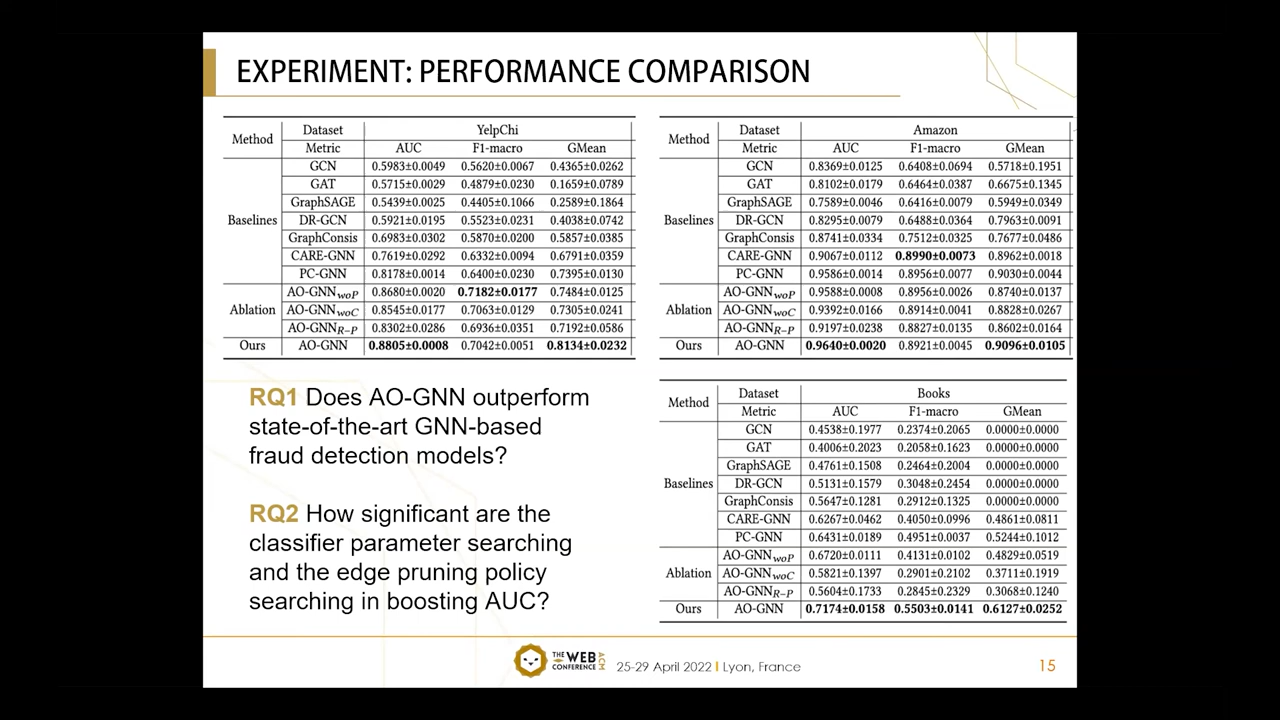 EXPERIMENT: PERFORMANCE COMPARISON
Method Dataset YelpChi
Metric AUC F1-macro GMean
Baselines GCN 0.5983±0.0049 0.5620±0.0067 0.4365±0.0262
GAT 0.5715±0.0029 0.4879±0.0230 0.1659±0.0789
GraphSAGE 0.5439±0.0025 0.4405±0.1066 0.2589±0.1864
DR-GCN 0.5921±0.0195 0.5523±0.0231 0.4038±0.0742
GraphConsis 0.6983±0.0302 0.5870±0.0200 0.5857±0.0385
CARE-GNN 0.7619±0.0292 0.6332±0.0094 0.6791±0.0359
PC-GNN 0.8178±0.0014 0.6400±0.0230 0.7395±0.0130
Ablation AO-GNNwoP 0.8680±0.0020 0.7182±0.0177 0.7484±0.0125
AO-GNNwoC 0.8545±0.0177 0.7063±0.0129 0.7305±0.0241
AO-GNNR−P 0.8302±0.0286 0.6936±0.0351 0.7192±0.0586
Ours AO-GNN 0.8805±0.0008 0.7042±0.0051 0.8134±0.0232
Method Dataset Amazon
Metric AUC F1-macro GMean
Baselines GCN 0.8369±0.0125 0.6408±0.0694 0.5718±0.1951
GAT 0.8102±0.0179 0.6464±0.0387 0.6675±0.1345
GraphSAGE 0.7589±0.0046 0.6416±0.0079 0.5949±0.0349
DR-GCN 0.8295±0.0079 0.6488±0.0364 0.7963±0.0091
GraphConsis 0.8741±0.0334 0.7512±0.0325 0.7677±0.0486
CARE-GNN 0.9067±0.0112 0.8990±0.0073 0.8962±0.0018
PC-GNN 0.9586±0.0014 0.8956±0.0077 0.9030±0.0044
Ablation AO-GNNwoP 0.9588±0.0008 0.8956±0.0026 0.8740±0.0137
AO-GNNwoC 0.9392±0.0166 0.8914±0.0041 0.8828±0.0267
AO-GNNR−P 0.9197±0.0238 0.8827±0.0135 0.8602±0.0164
Ours AO-GNN 0.9640±0.0020 0.8921±0.0045 0.9096±0.0105
RQ1 Does AO-GNN outperform
state-of-the-art GNN-based
fraud detection models?
RQ2 How significant are the
classifier parameter searching
and the edge pruning policy
searching in boosting AUC?
Method Dataset Books
Metric AUC F1-macro GMean
Baselines GCN 0.4538±0.1977 0.2374±0.2065 0.0000±0.0000
GAT 0.4006±0.2023 0.2058±0.1623 0.0000±0.0000
GraphSAGE 0.4761±0.1508 0.2464±0.2004 0.0000±0.0000
DR-GCN 0.5131±0.1579 0.3048±0.2454 0.0000±0.0000
GraphConsis 0.5647±0.1281 0.2912±0.1325 0.0000±0.0000
CARE-GNN 0.6267±0.0462 0.4050±0.0996 0.4861±0.0811
PC-GNN 0.6431±0.0189 0.4951±0.0037 0.5244±0.1012
Ablation AO-GNNwoP 0.6720±0.0111 0.4131±0.0102 0.4829±0.0519
AO-GNNwoC 0.5821±0.1397 0.2901±0.2102 0.3711±0.1919
AO-GNNR−P 0.5604±0.1733 0.2845±0.2329 0.3068±0.1240
Ours AO-GNN 0.7174±0.0158 0.5503±0.0141 0.6127±0.0252
THE WEB CONFERENCE ACM
25-29 April 2022 | Lyon, France
15